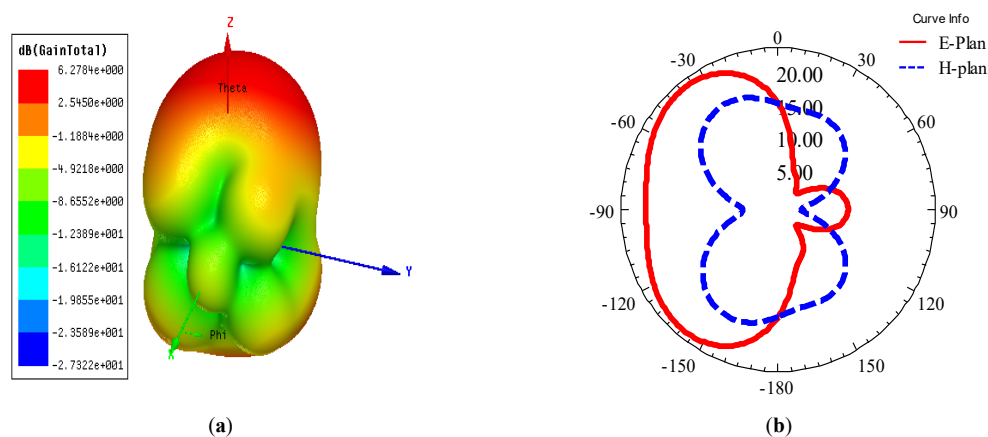 dB(GainTotal)
6.2784e+000
2.5450e+000
-1.1884e+000
-4.9218e+000
-8.6552e+000
-1.2389e+001
-1.6122e+001
-1.9855e+001
-2.3589e+001
-2.7322e+001
Z
Theta
Y
Phi
X
(a)
Curve Info
E-Plan
H-plan
0
-30
30
20.00
15.00
-60
60
10.00
5.00
-90
90
-120
120
-150
150
-180
(b)